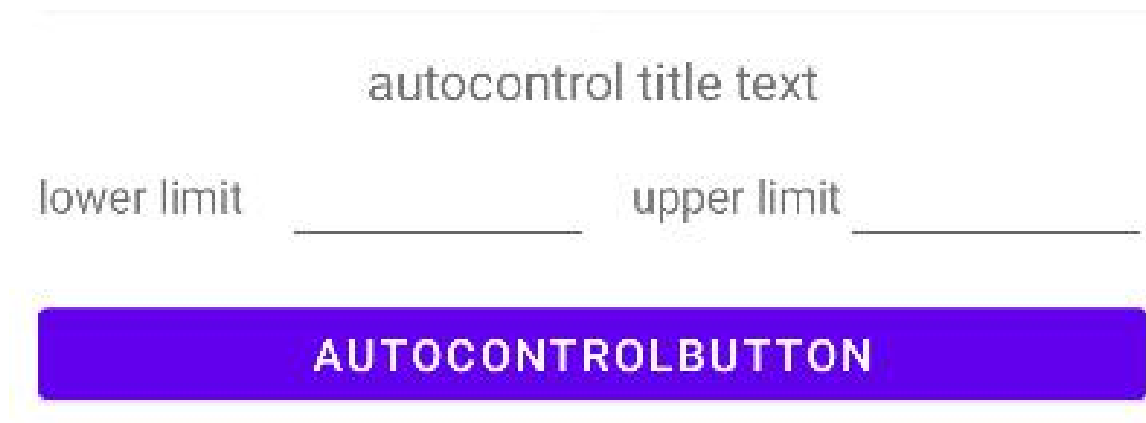 autocontrol title text
lower limit upper limit
AUTOCONTROLBUTTON